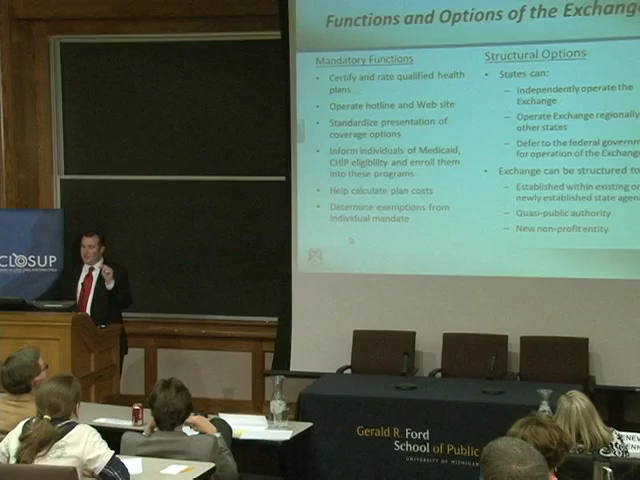 Functions and Options of the Exchange
Mandatory Functions
• Certify and rate qualified health
plans
• Operate hotline and Web site
• Standardize presentation of
coverage options
• Inform individuals of Medicaid,
CHIP eligibility and enroll them
into these programs
• Help calculate plan costs
• Determine exemptions from
individual mandate
Structural Options
• States can:
– Independently operate the
Exchange
– Operate Exchange regionally
other states
– Defer to the federal govern
for operation of the Exchang
• Exchange can be structured to
– Established within existing or
newly established state agen
– Quasi-public authority
– New non-profit entity
CLOSUP
Gerald R. Ford
School of Public
UNIVERSITY OF MICHIGAN